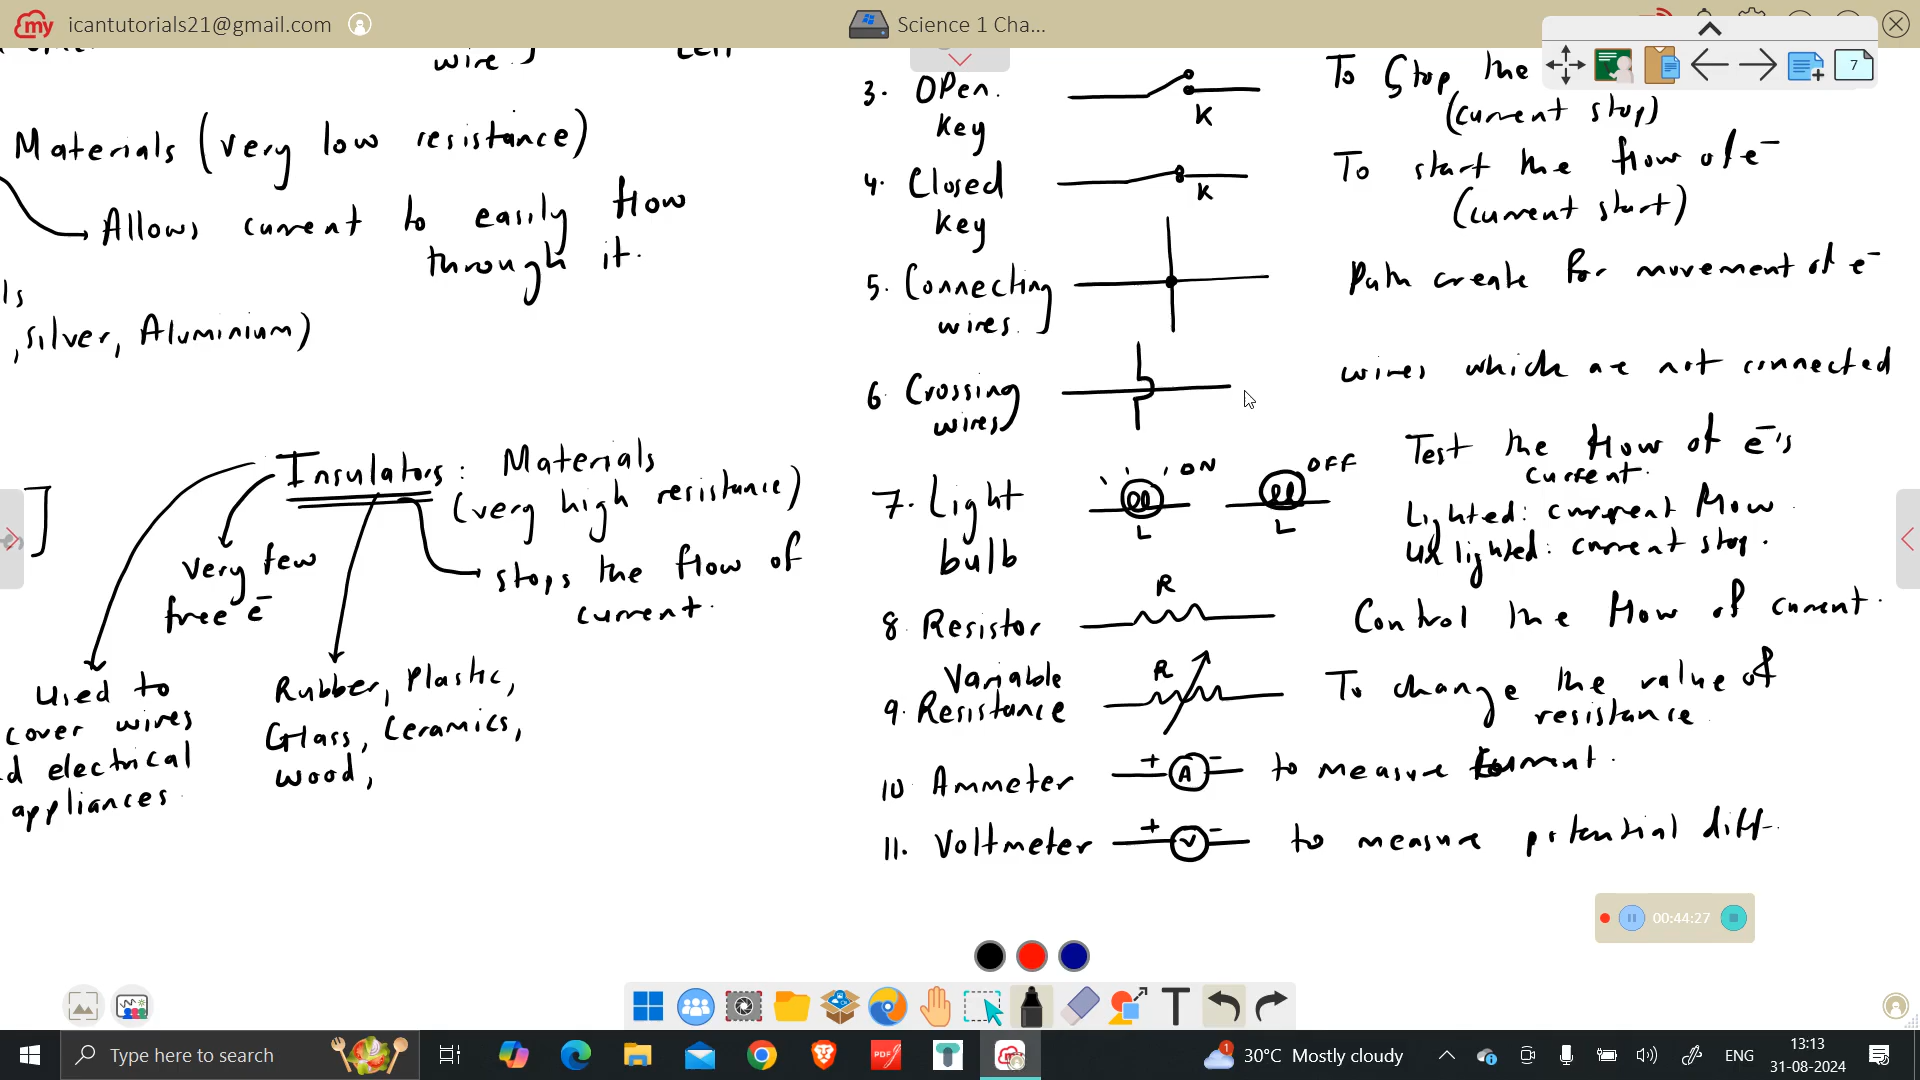 icantutorials21@gmail.com
Science 1 Cha...
7
wire.
cell
Materials (very low resistance)
Allows current to easily flow
through it.
ls
, silver, Aluminium)
Insulators: Materials
(very high resistance)
very few
free e⁻
stops the flow of
current.
Used to
cover wires
d electrical
appliances.
Rubber, Plastic,
Glass, Ceramics,
wood,
3. Open.
Key
K
To Stop the
(current stop)
4. Closed
Key
K
To start the flow of e⁻
(current start)
5. Connecting
wires.
Path create for movement of e⁻
6 Crossing
wires
wires which are not connected
7. Light
bulb
ON
L
OFF
L
Test the flow of e⁻'s
current.
Lighted: current flow.
Un lighted: current stop.
8. Resistor
R
Control the flow of current.
Variable
9. Resistance
R
To change the value of
resistance
10 Ammeter
+ A -
to measure current.
11. Voltmeter
+ V -
to measure potential diff.
00:44:27
Type here to search
1
30°C Mostly cloudy
ENG
13:13
31-08-2024